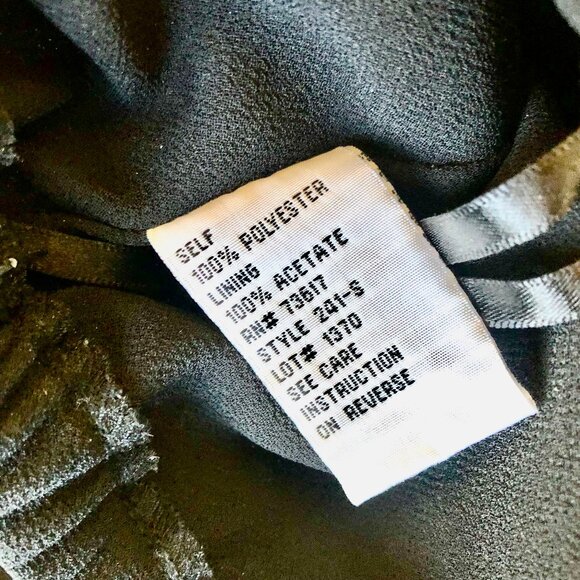 SELF
100% POLYESTER
LINING
100% ACETATE
RN# 73617
STYLE 241-S
LOT# 1370
SEE CARE
INSTRUCTION
ON REVERSE